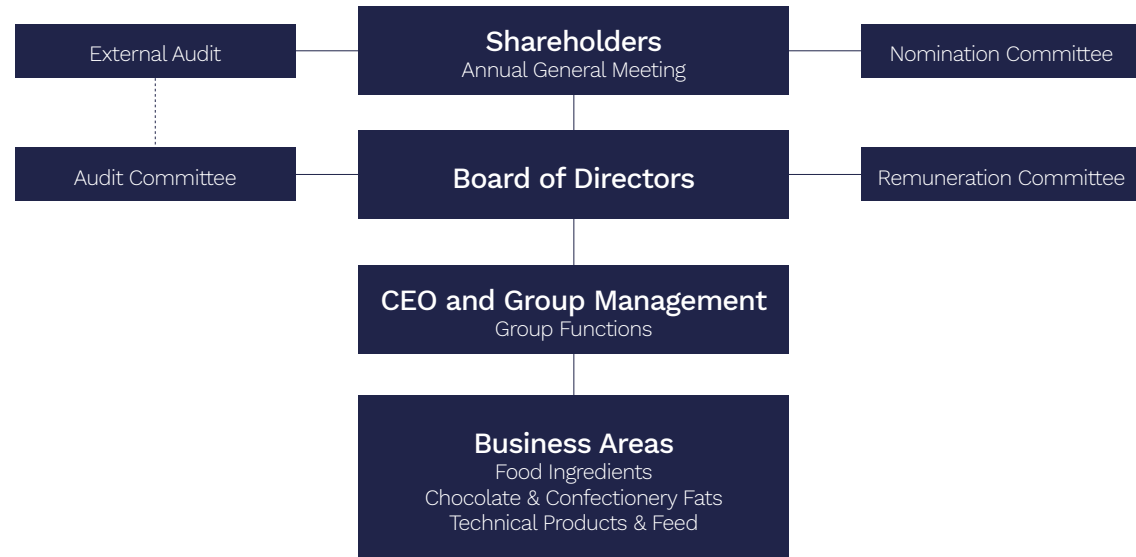 External Audit
Shareholders
Annual General Meeting
Nomination Committee
Audit Committee
Board of Directors
Remuneration Committee
CEO and Group Management
Group Functions
Business Areas
Food Ingredients
Chocolate & Confectionery Fats
Technical Products & Feed